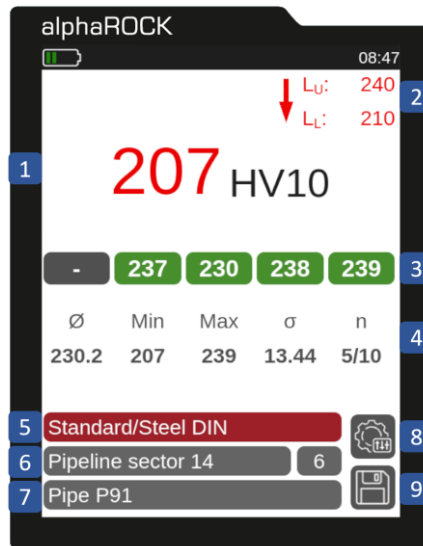 alphaROCK
08:47
LU: 240
LL: 210
2
1
207 HV10
- 237 230 238 239
3
Ø Min Max σ n
230.2 207 239 13.44 5/10
4
5
Standard/Steel DIN
8
6
Pipeline sector 14 6
7
Pipe P91
9